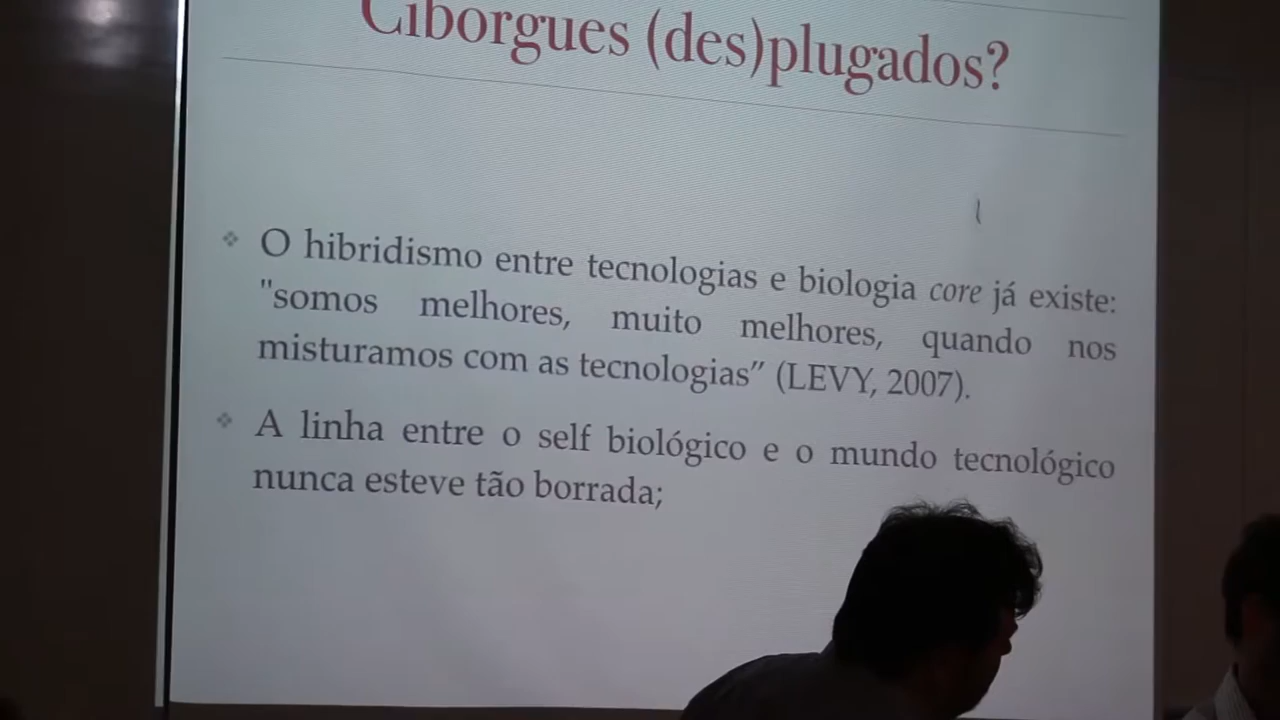 Ciborgues (des)plugados?
O hibridismo entre tecnologias e biologia core já existe:
"somos melhores, muito melhores, quando nos
misturamos com as tecnologias” (LEVY, 2007).
A linha entre o self biológico e o mundo tecnológico
nunca esteve tão borrada;